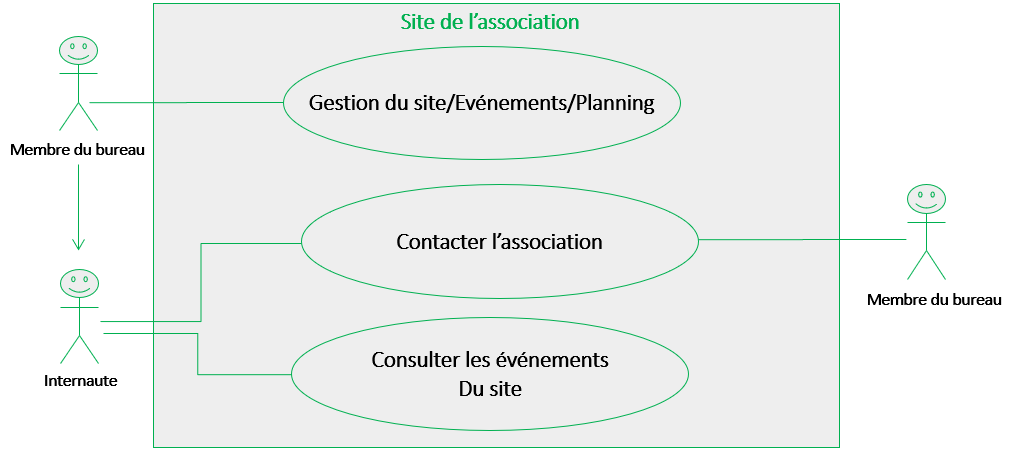 Site de l’association
Gestion du site/Evénements/Planning
Membre du bureau
Contacter l’association
Membre du bureau
Consulter les événements
Du site
Internaute